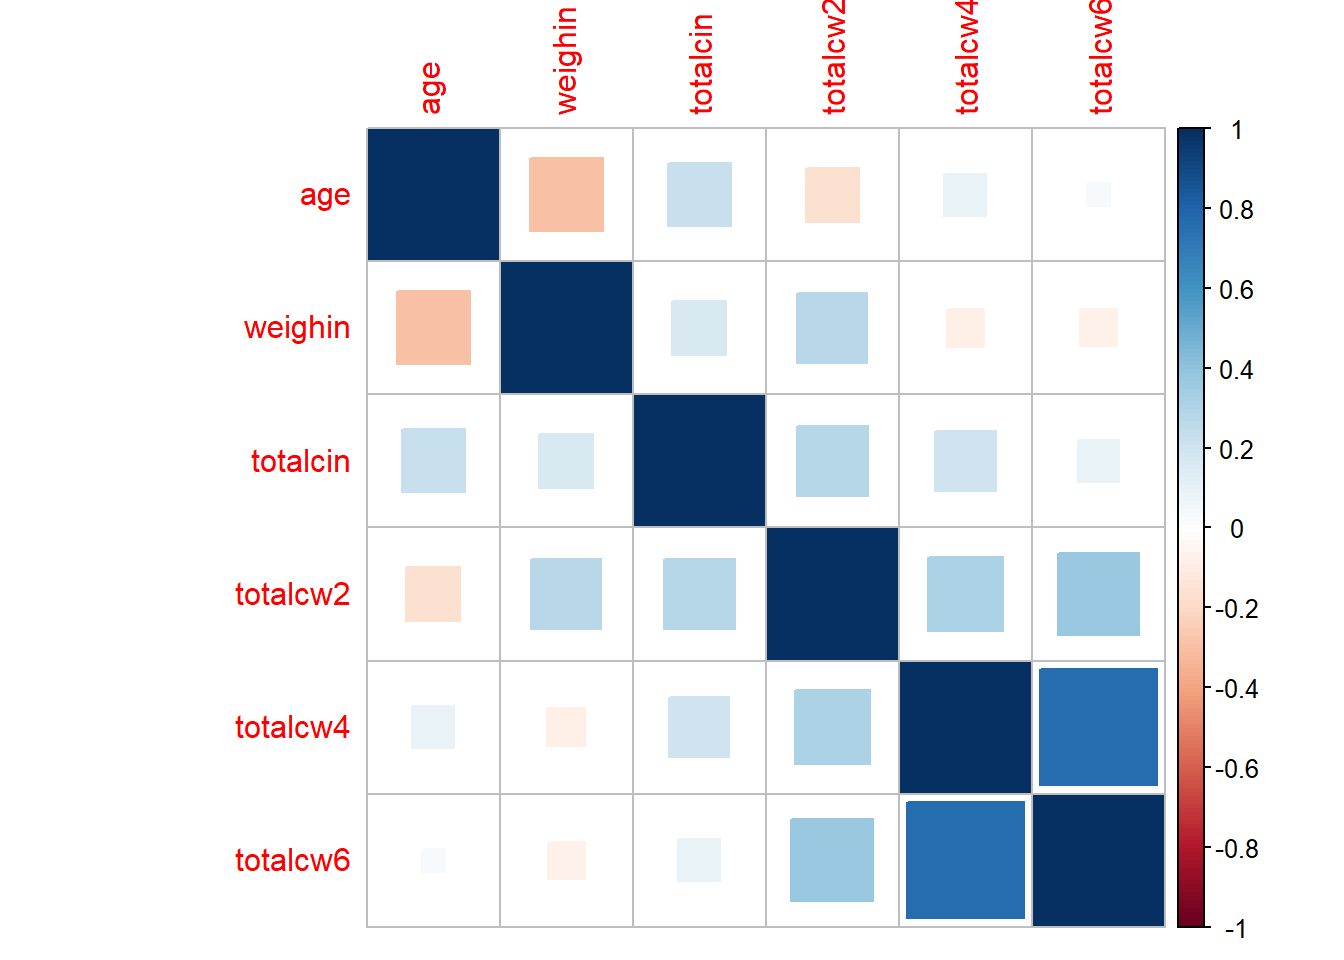 age
weighin
totalcin
totalcw2
totalcw4
totalcw6
age
weighin
totalcin
totalcw2
totalcw4
totalcw6
1
0.8
0.6
0.4
0.2
0
-0.2
-0.4
-0.6
-0.8
-1